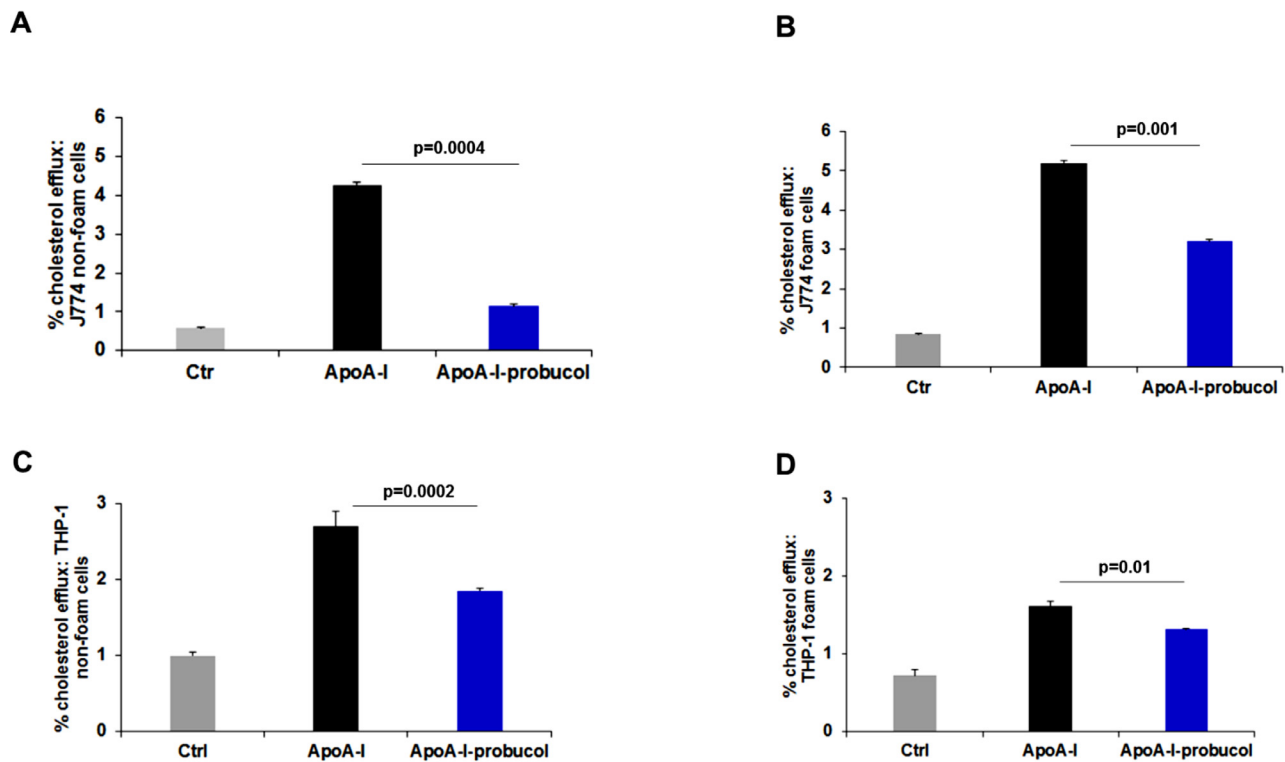 A
% cholesterol efflux:
J774 non-foam cells
6
5
4
3
2
1
0
p=0.0004
Ctr
ApoA-I
ApoA-I-probucol
B
% cholesterol efflux:
J774 foam cells
6
5
4
3
2
1
0
p=0.001
Ctr
ApoA-I
ApoA-I-probucol
C
% cholesterol efflux: THP-1
non-foam cells
3
2
1
0
p=0.0002
Ctrl
ApoA-I
ApoA-I-probucol
D
% cholesterol efflux:
THP-1 foam cells
3
2
1
0
p=0.01
Ctrl
ApoA-I
ApoA-I-probucol